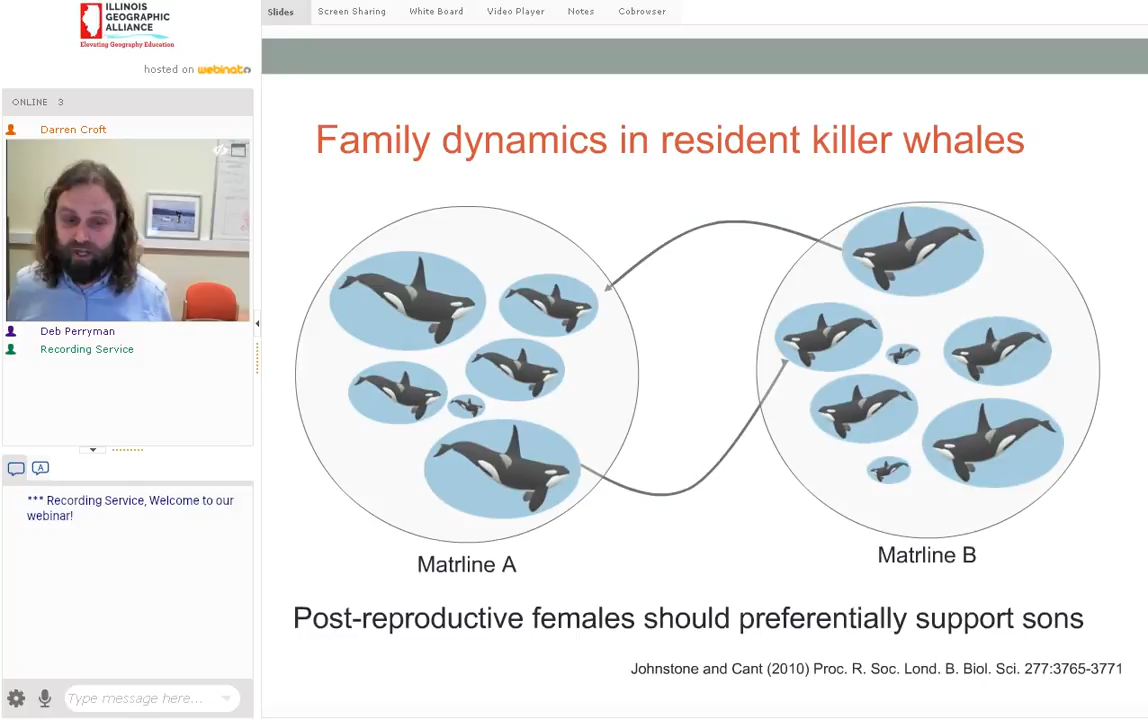 ILLINOIS
GEOGRAPHIC
ALLIANCE
Elevating Geography Education
hosted on webinato
Slides
Screen Sharing
White Board
Video Player
Notes
Cobrowser
ONLINE 3
Darren Croft
Deb Perryman
Recording Service
A
*** Recording Service, Welcome to our
webinar!
Type message here...
Family dynamics in resident killer whales
Matrline A
Matrline B
Post-reproductive females should preferentially support sons
Johnstone and Cant (2010) Proc. R. Soc. Lond. B. Biol. Sci. 277:3765-3771